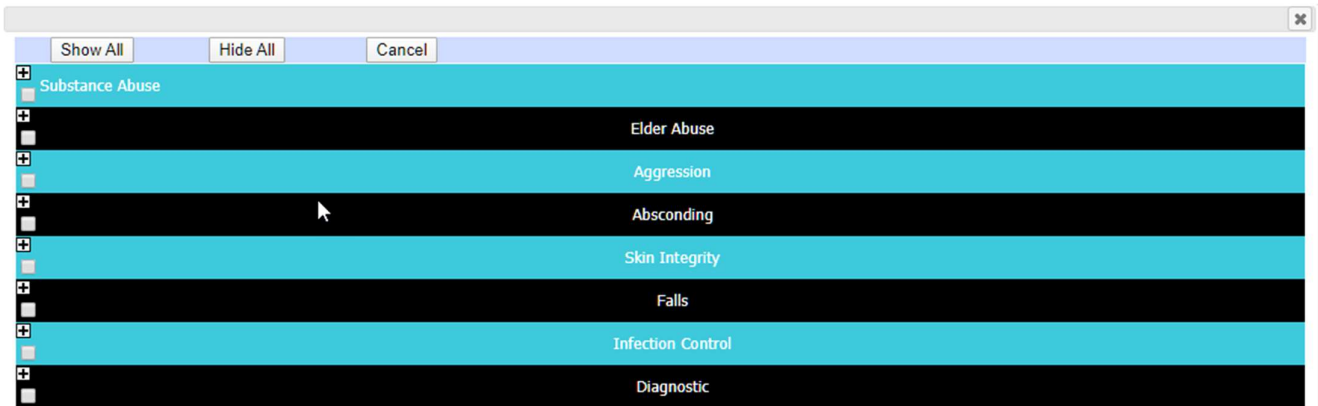 Show All Hide All Cancel
Substance Abuse
Elder Abuse
Aggression
Absconding
Skin Integrity
Falls
Infection Control
Diagnostic